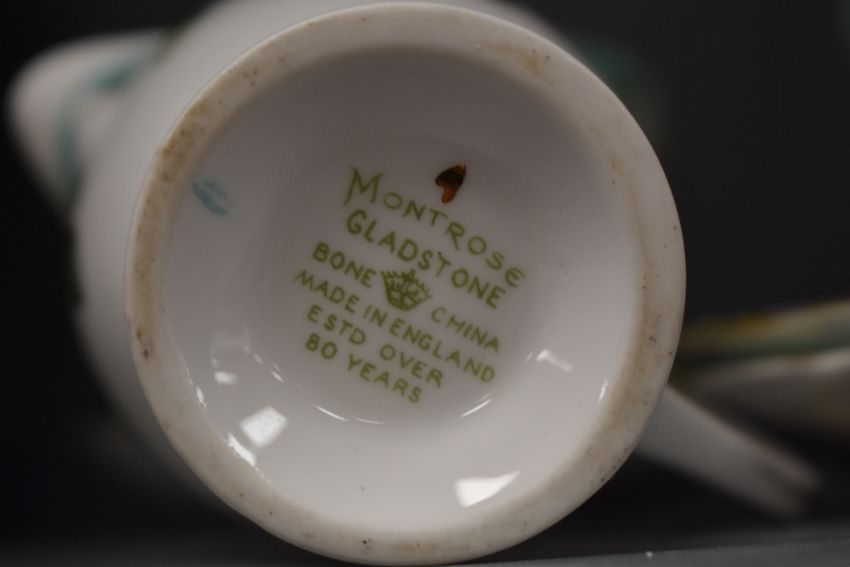 MONTROSE
GLADSTONE
BONE CHINA
MADE IN ENGLAND
ESTD OVER
80 YEARS